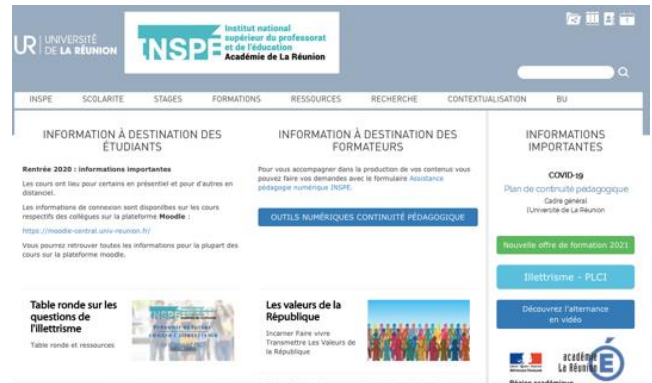 UR UNIVERSITÉ
DE LA RÉUNION
INSPÉ
Institut national
supérieur du professorat
et de l'éducation
Académie de La Réunion
INSPE SCOLARITE STAGES FORMATIONS RESSOURCES RECHERCHE CONTEXTUALISATION BU
INFORMATION À DESTINATION DES
ÉTUDIANTS
Rentrée 2020 : informations importantes
Les cours ont lieu pour certains en présentiel et pour d'autres en
distanciel.
Les informations de connexion sont disponibles sur les cours
respectifs des collègues sur la plateforme Moodle :
https://moodle-central.univ-reunion.fr/
Vous pourrez retrouver toutes les informations pour la plupart des
cours sur la plateforme moodle.
INFORMATION À DESTINATION DES
FORMATEURS
Pour vous accompagner dans la production de vos contenus vous
pouvez faire vos demandes avec le formulaire Assistance
pédagogie numérique INSPE.
OUTILS NUMÉRIQUES CONTINUITÉ PÉDAGOGIQUE
INFORMATIONS
IMPORTANTES
COVID-19
Plan de continuité pédagogique
Cadre général
(Université de La Réunion
Nouvelle offre de formation 2021
Illettrisme - PLCI
Découvrez l'alternance
en vidéo
Table ronde sur les
questions de
l'illettrisme
Table ronde et ressources
INSPÉ
Les valeurs de la
République
Incarner Faire vivre
Transmettre Les Valeurs de
la République
académie
La Réunion